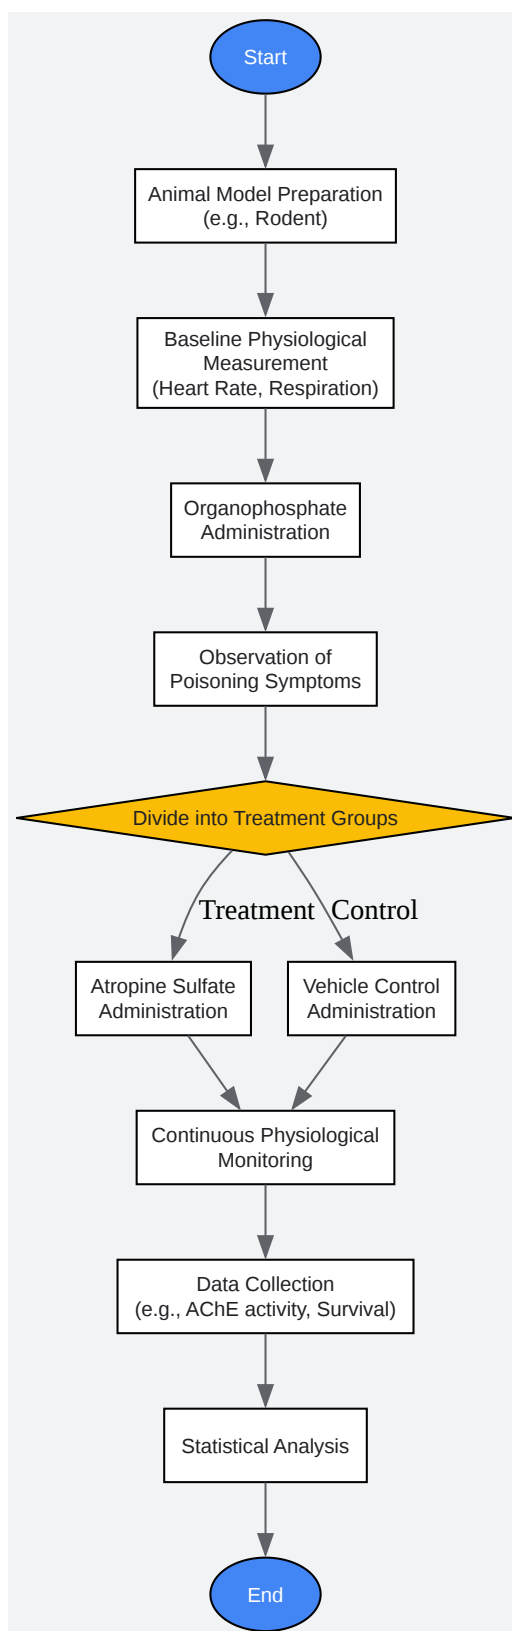 Start
Animal Model Preparation
(e.g., Rodent)
Baseline Physiological
Measurement
(Heart Rate, Respiration)
Organophosphate
Administration
Observation of
Poisoning Symptoms
Divide into Treatment Groups
Treatment
Control
Atropine Sulfate
Administration
Vehicle Control
Administration
Continuous Physiological
Monitoring
Data Collection
(e.g., AChE activity, Survival)
Statistical Analysis
End